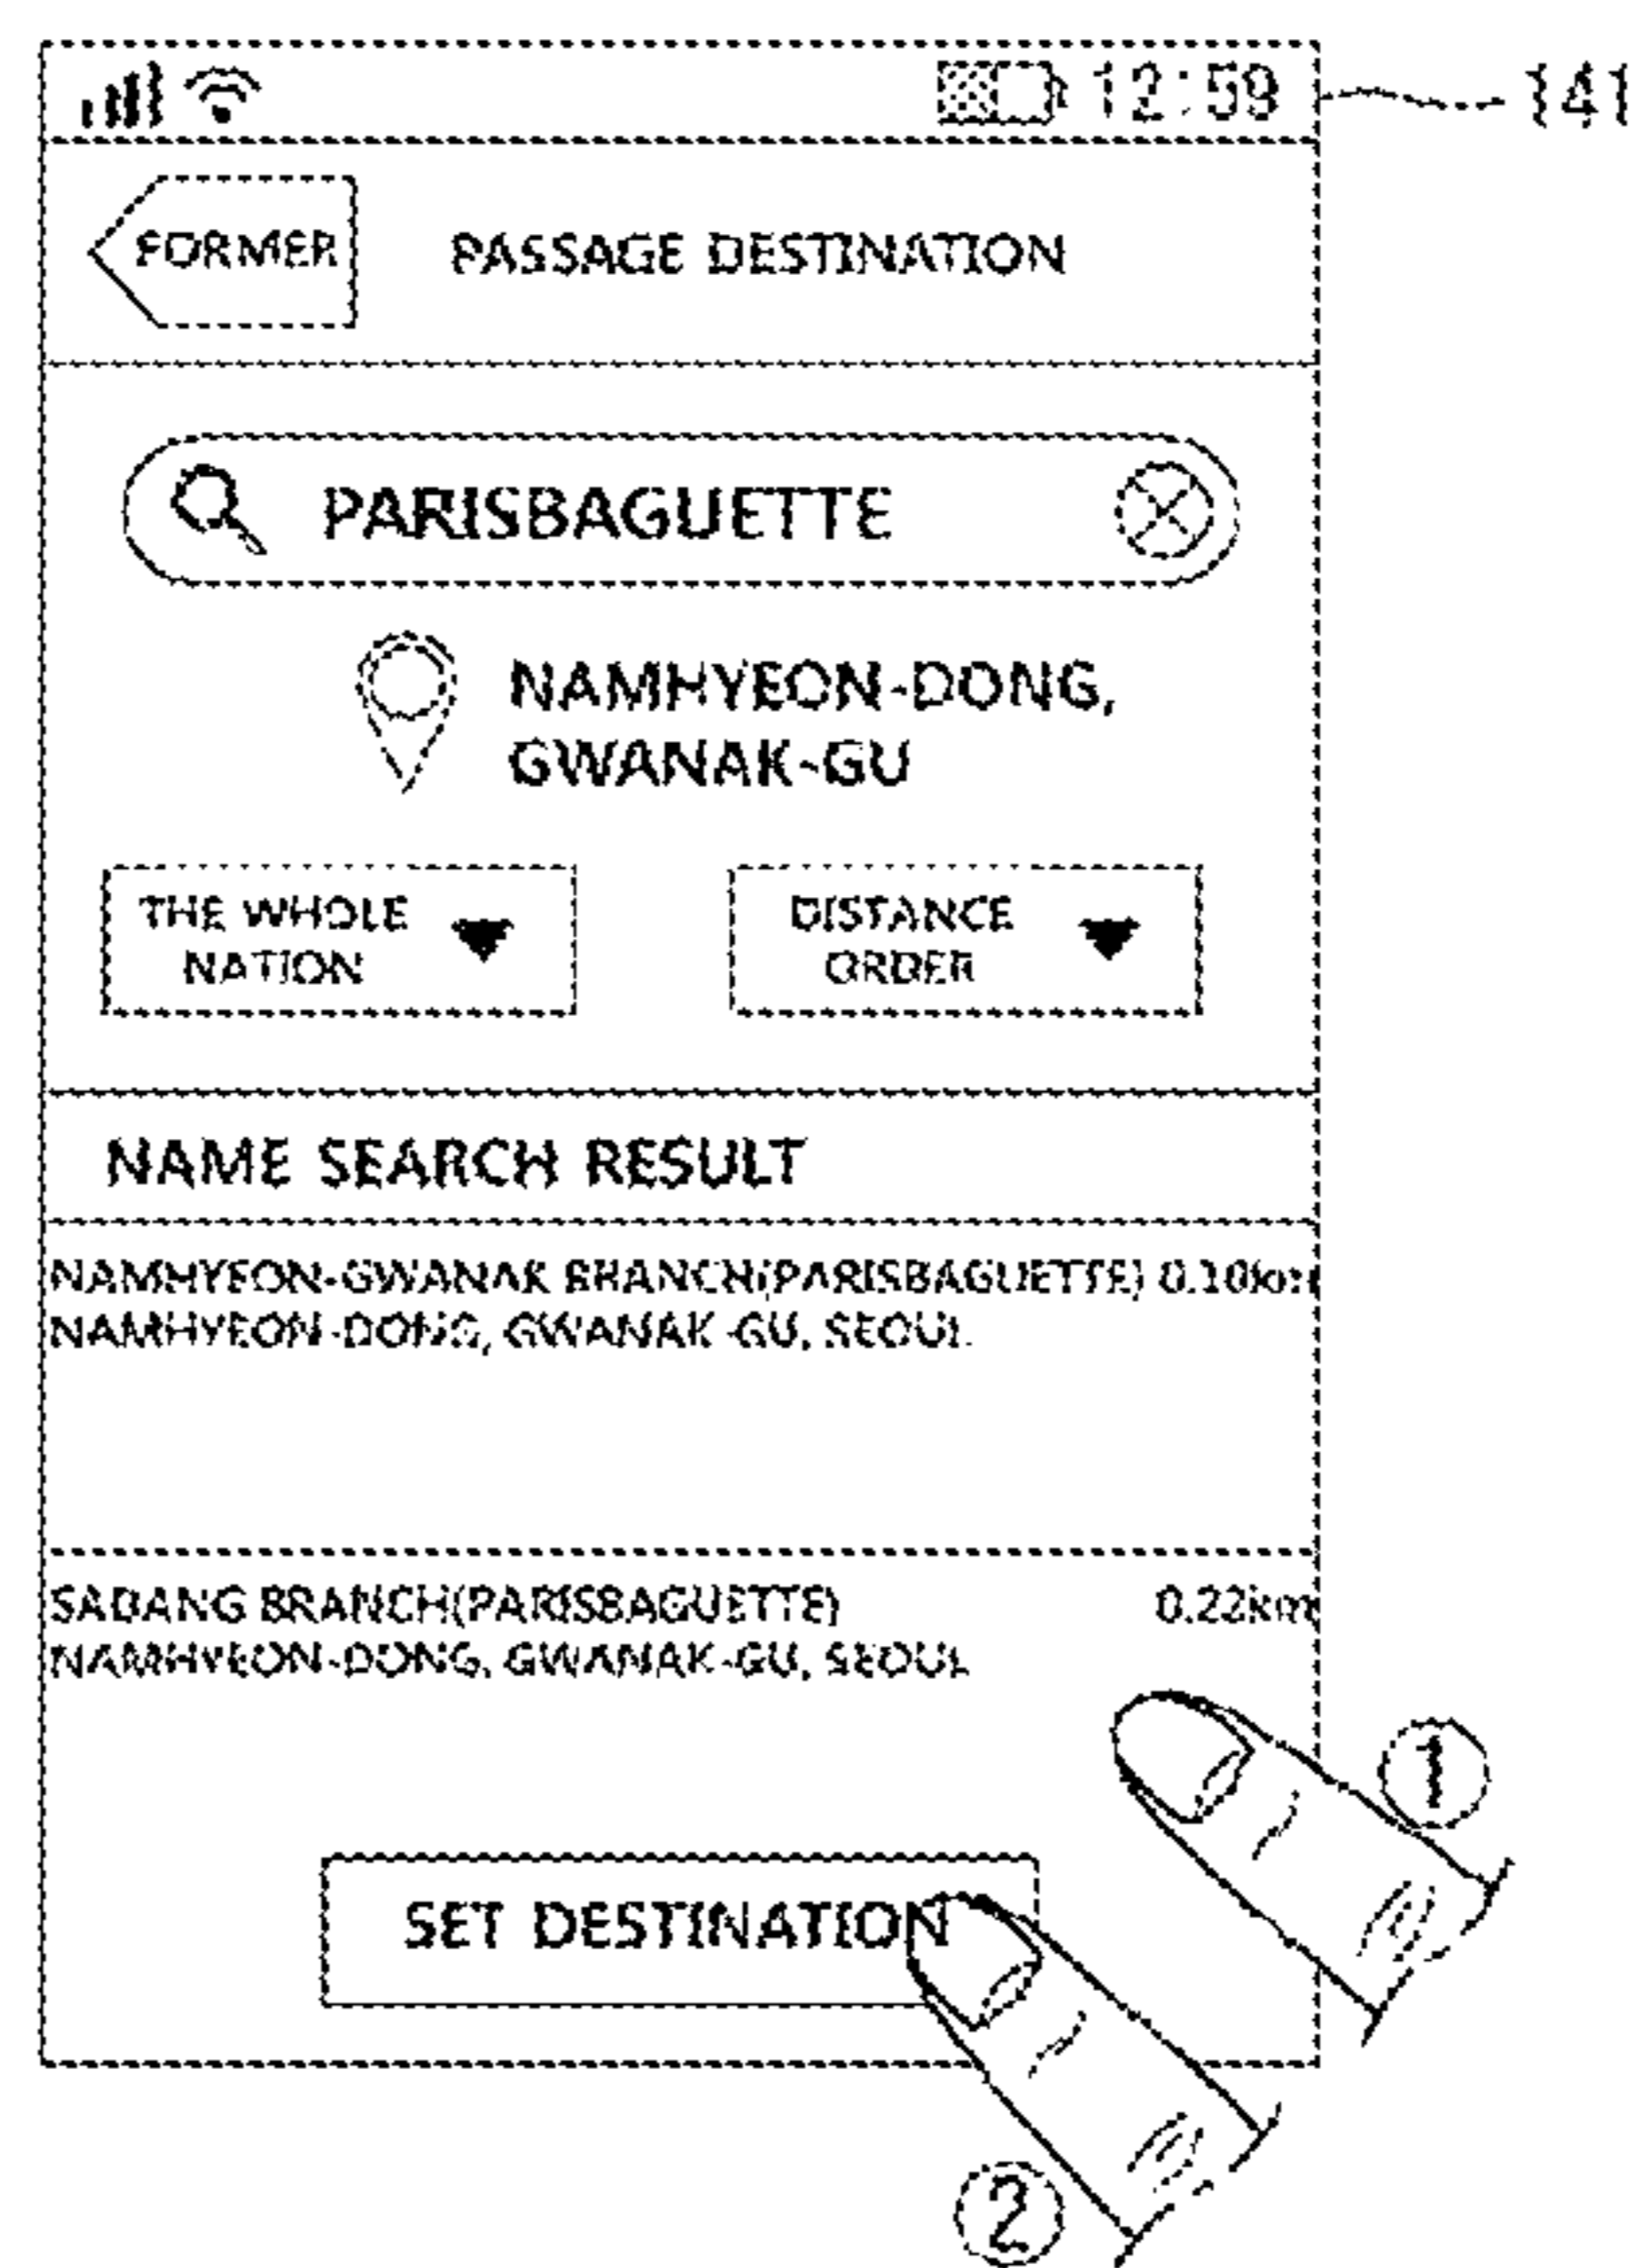 12:59
141
FORMER
PASSAGE DESTINATION
PARISBAGUETTE
NAMHYEON-DONG,
GWANAK-GU
THE WHOLE
NATION
DISTANCE
ORDER
NAME SEARCH RESULT
NAMHYEON-GWANAK BRANCH(PARISBAGUETTE) 0.10km
NAMHYEON-DONG, GWANAK-GU, SEOUL
SADANG BRANCH(PARISBAGUETTE) 0.22km
NAMHYEON-DONG, GWANAK-GU, SEOUL
①
SET DESTINATION
②